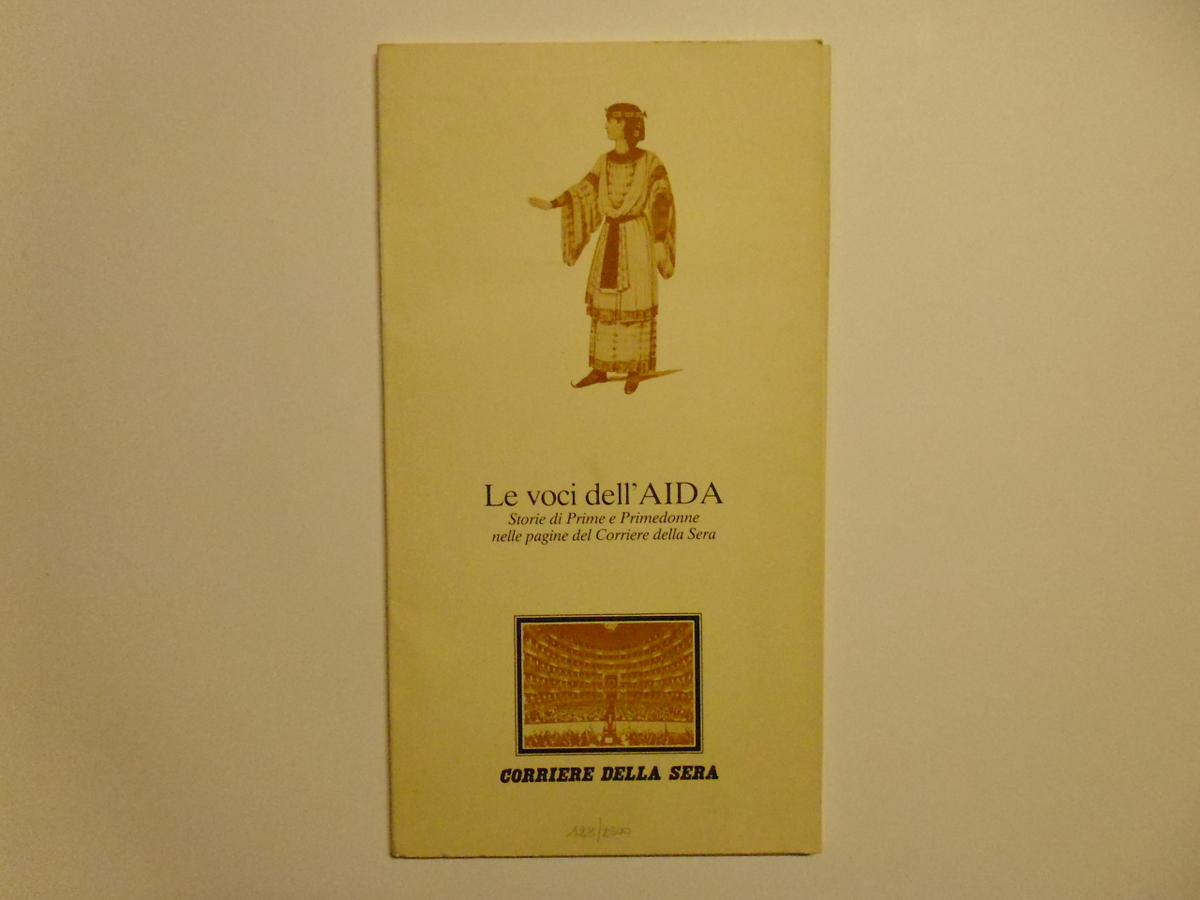 Le voci dell'AIDA
Storie di Prime e Primedonne
nelle pagine del Corriere della Sera
CORRIERE DELLA SERA